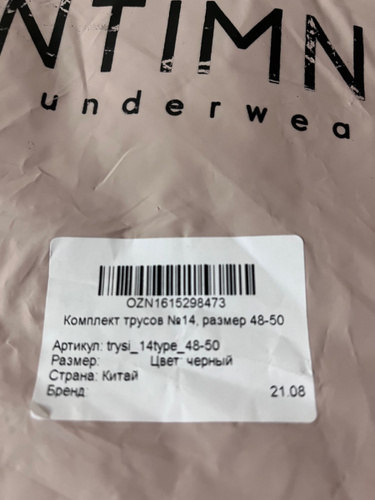 NTIMN
underwea
OZN1615298473
Комплект трусов №14, размер 48-50
Артикул: trysi_14type_48-50
Размер: Цвет: черный
Страна: Китай
Бренд: 21.08